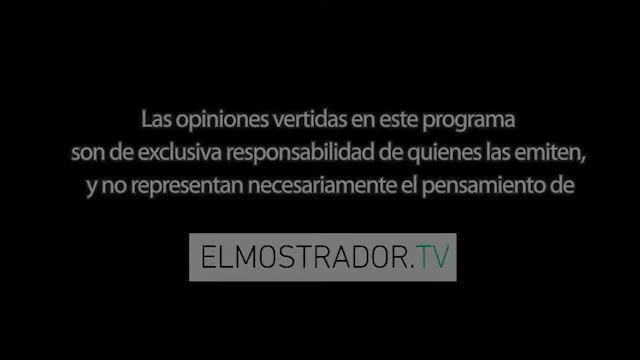 Las opiniones vertidas en este programa
son de exclusiva responsabilidad de quienes las emiten,
y no representan necesariamente el pensamiento de
ELMOSTRADOR.TV